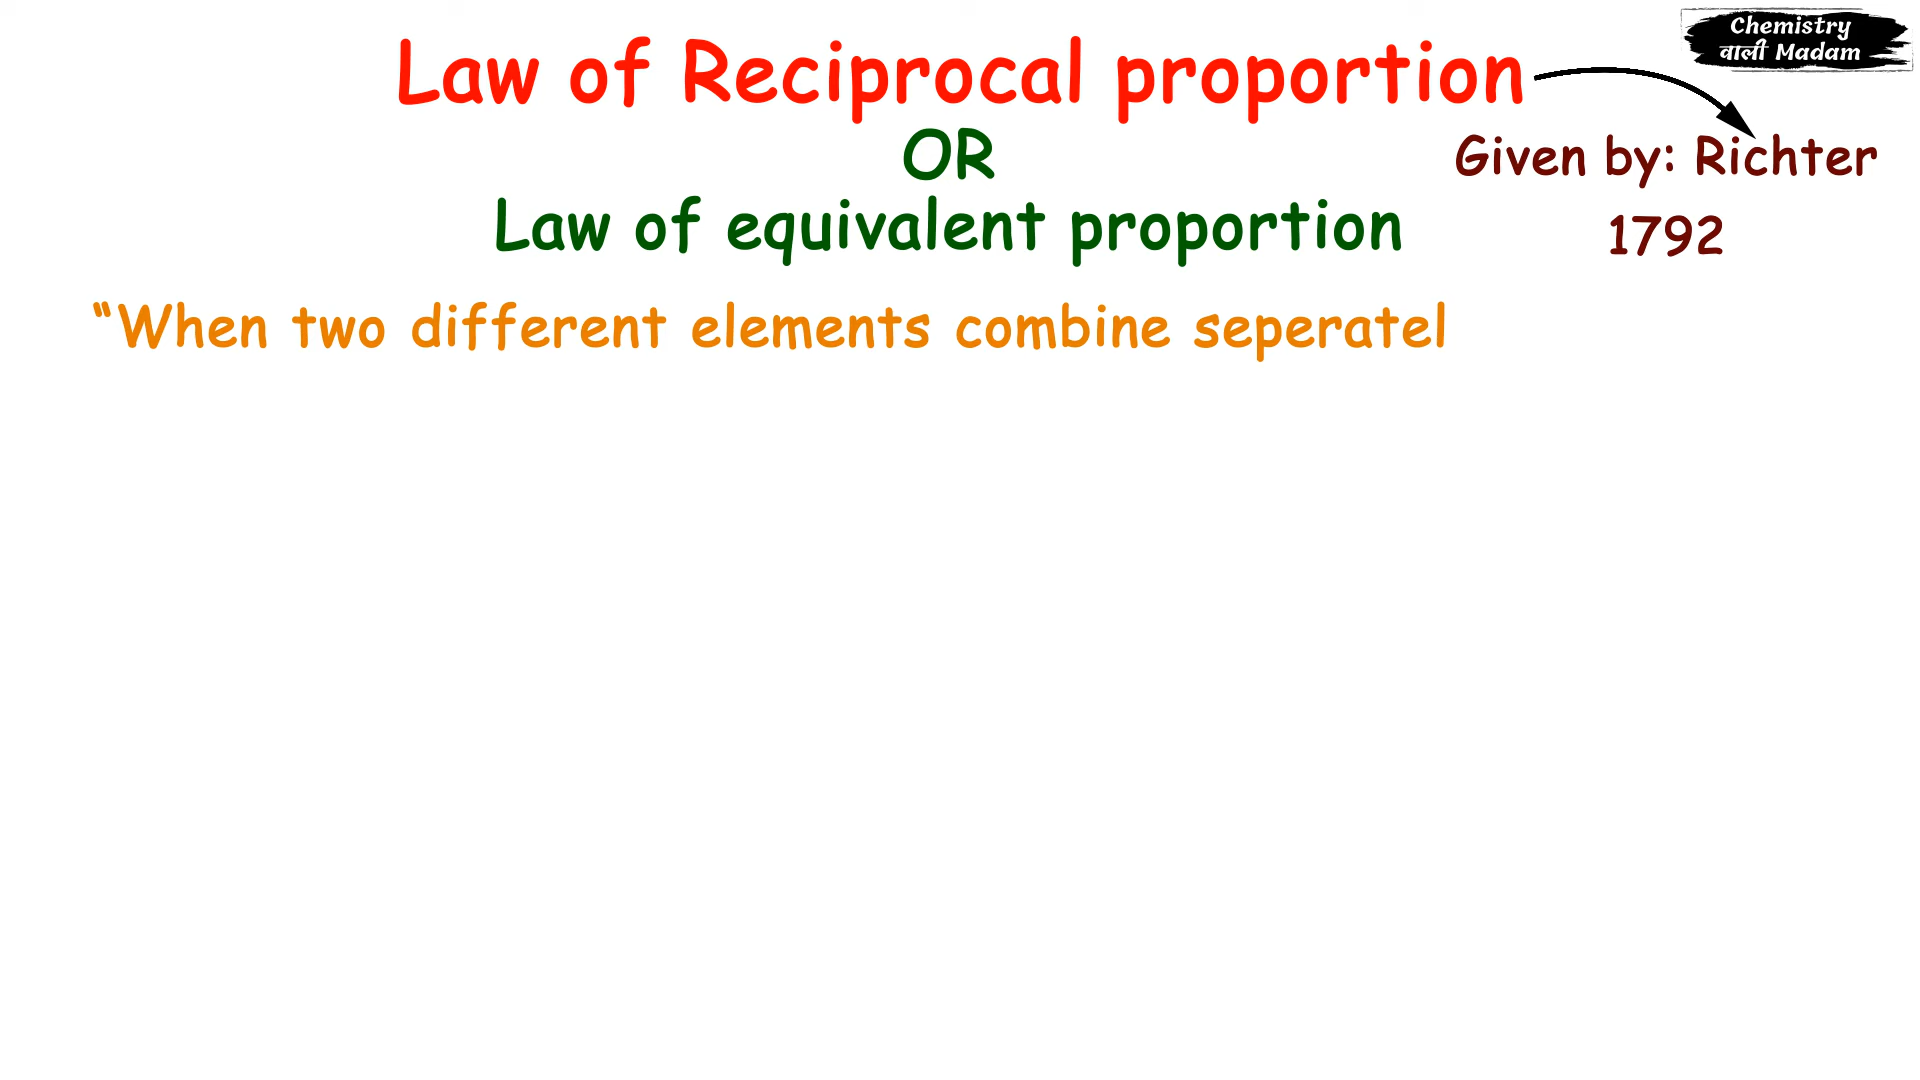 Chemistry
वाली Madam
Law of Reciprocal proportion
OR
Given by: Richter
Law of equivalent proportion
1792
“When two different elements combine seperatel